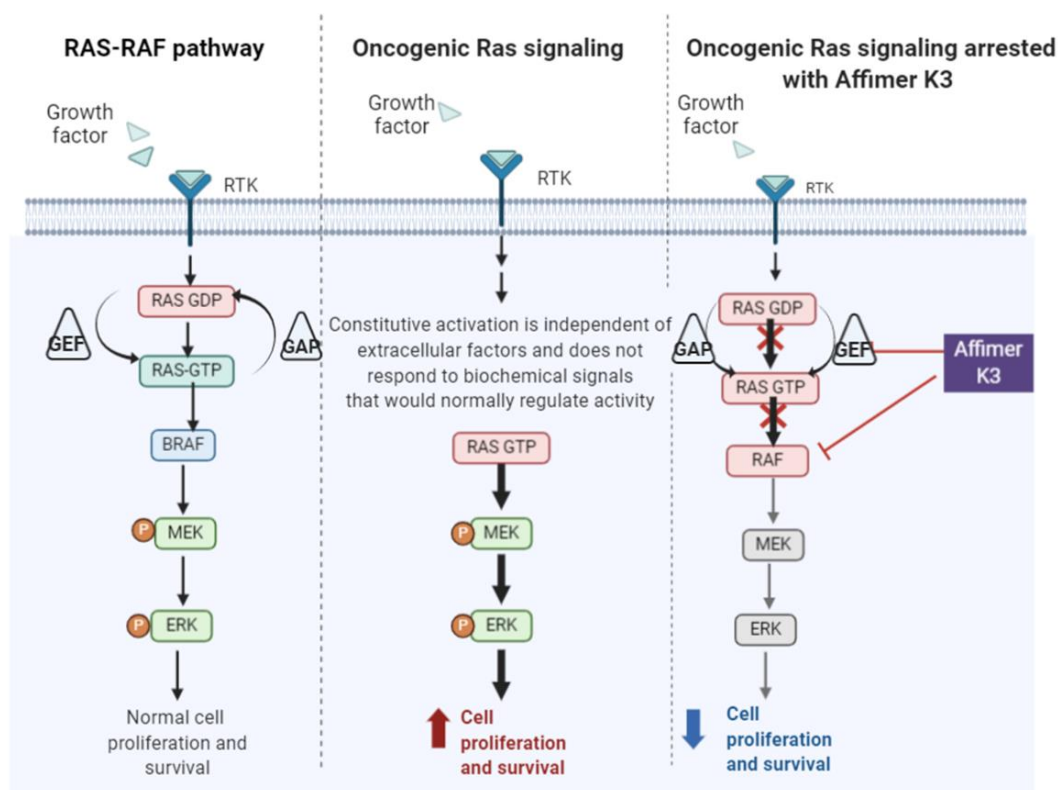 RAS-RAF pathway
Growth
factor
RTK
RAS GDP
GEF
GAP
RAS-GTP
BRAF
P
MEK
P
ERK
Normal cell
proliferation and
survival
Oncogenic Ras signaling
Growth
factor
RTK
Constitutive activation is independent of
extracellular factors and does not
respond to biochemical signals
that would normally regulate activity
RAS GTP
P
MEK
P
ERK
Cell
proliferation
and survival
Oncogenic Ras signaling arrested
with Affimer K3
Growth
factor
RTK
RAS GDP
GAP
GEF
Affimer
K3
RAS GTP
RAF
MEK
ERK
Cell
proliferation
and survival